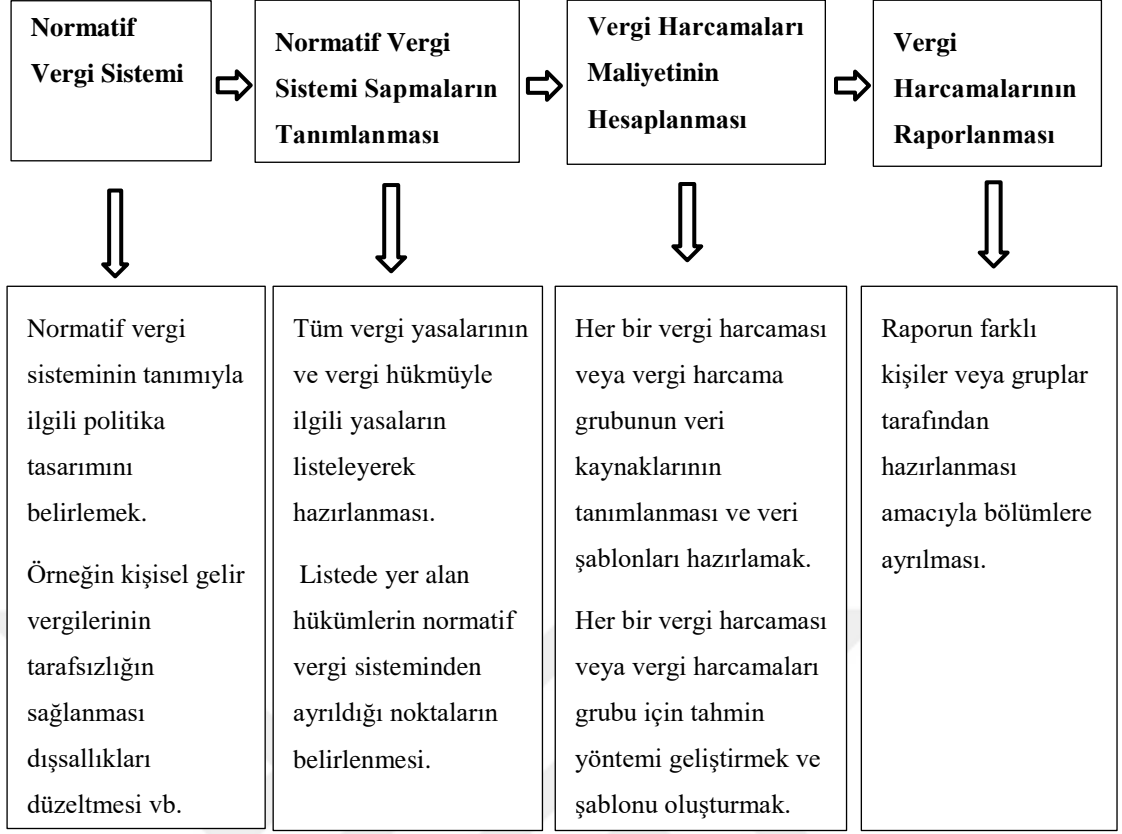 Normatif
Vergi Sistemi
Normatif Vergi
Sistemi Sapmaların
Tanımlanması
Vergi Harcamaları
Maliyetinin
Hesaplanması
Vergi
Harcamalarının
Raporlanması
Normatif vergi
sisteminin tanımıyla
ilgili politika
tasarımını
belirlemek.
Örneğin kişisel gelir
vergilerinin
tarafsızlığın
sağlanması
dışsallıkları
düzeltmesi vb.
Tüm vergi yasalarının
ve vergi hükmüyle
ilgili yasaların
listeleyerek
hazırlanması.
Listede yer alan
hükümlerin normatif
vergi sisteminden
ayrıldığı noktaların
belirlenmesi.
Her bir vergi harcaması
veya vergi harcama
grubunun veri
kaynaklarının
tanımlanması ve veri
şablonları hazırlamak.
Her bir vergi harcaması
veya vergi harcamaları
grubu için tahmin
yöntemi geliştirmek ve
şablonu oluşturmak.
Raporun farklı
kişiler veya gruplar
tarafından
hazırlanması
amacıyla bölümlere
ayrılması.